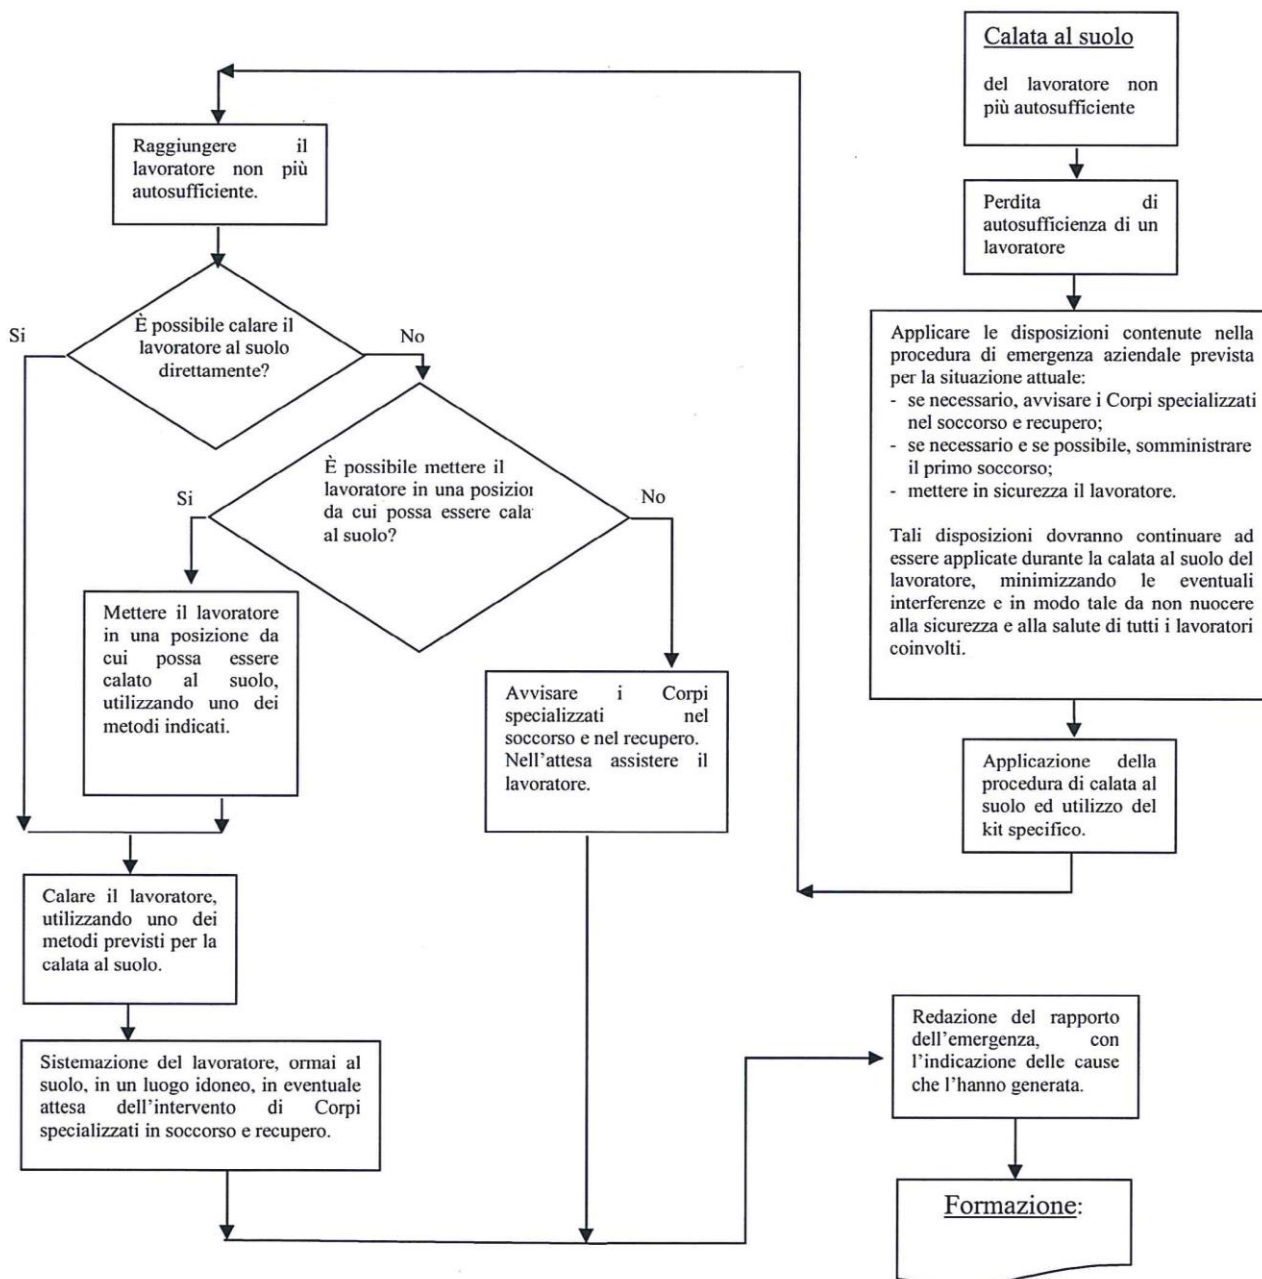 Calata al suolo
del lavoratore non
più autosufficiente
Perdita di
autosufficienza di un
lavoratore
Applicare le disposizioni contenute nella
procedura di emergenza aziendale prevista
per la situazione attuale:
- se necessario, avvisare i Corpi specializzati
nel soccorso e recupero;
- se necessario e se possibile, somministrare
il primo soccorso;
- mettere in sicurezza il lavoratore.
Tali disposizioni dovranno continuare ad
essere applicate durante la calata al suolo del
lavoratore, minimizzando le eventuali
interferenze e in modo tale da non nuocere
alla sicurezza e alla salute di tutti i lavoratori
coinvolti.
Applicazione della
procedura di calata al
suolo ed utilizzo del
kit specifico.
Raggiungere il
lavoratore non più
autosufficiente.
È possibile calare il
lavoratore al suolo
direttamente?
Si
No
È possibile mettere il
lavoratore in una posizion
da cui possa essere cala
al suolo?
Si
No
Mettere il lavoratore
in una posizione da
cui possa essere
calato al suolo,
utilizzando uno dei
metodi indicati.
Avvisare i Corpi
specializzati nel
soccorso e nel recupero.
Nell'attesa assistere il
lavoratore.
Calare il lavoratore,
utilizzando uno dei
metodi previsti per la
calata al suolo.
Sistemazione del lavoratore, ormai al
suolo, in un luogo idoneo, in eventuale
attesa dell'intervento di Corpi
specializzati in soccorso e recupero.
Redazione del rapporto
dell'emergenza, con
l'indicazione delle cause
che l'hanno generata.
Formazione: